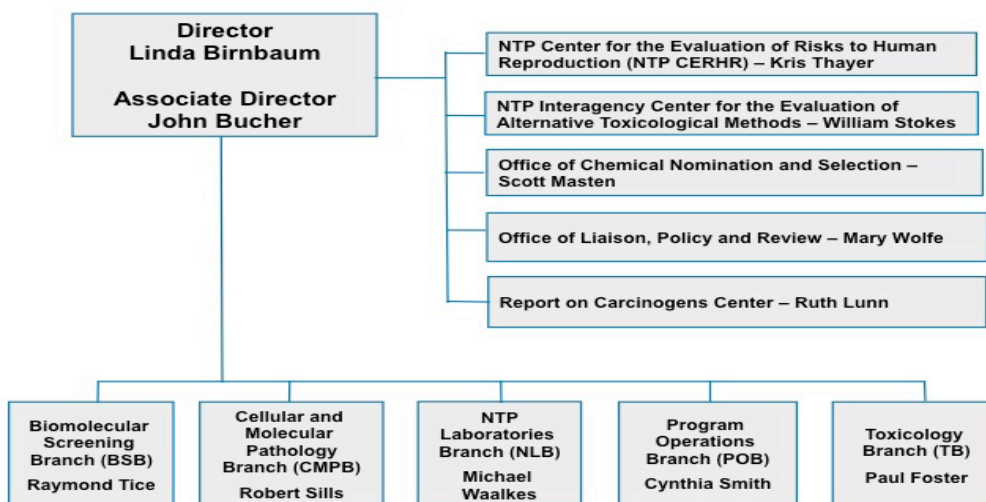 Director
Linda Birnbaum
Associate Director
John Bucher
NTP Center for the Evaluation of Risks to Human
Reproduction (NTP CERHR) – Kris Thayer
NTP Interagency Center for the Evaluation of
Alternative Toxicological Methods – William Stokes
Office of Chemical Nomination and Selection –
Scott Masten
Office of Liaison, Policy and Review – Mary Wolfe
Report on Carcinogens Center – Ruth Lunn
Biomolecular
Screening
Branch (BSB)
Raymond Tice
Cellular and
Molecular
Pathology
Branch (CMPB)
Robert Sills
NTP
Laboratories
Branch (NLB)
Michael
Waalkes
Program
Operations
Branch (POB)
Cynthia Smith
Toxicology
Branch (TB)
Paul Foster